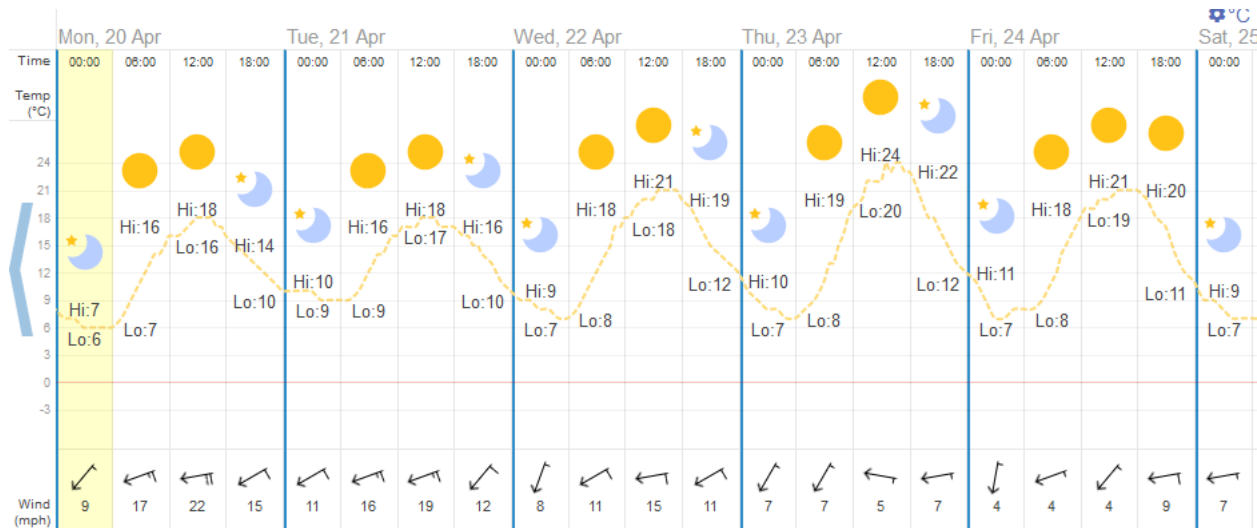 °C
Mon, 20 Apr Tue, 21 Apr Wed, 22 Apr Thu, 23 Apr Fri, 24 Apr Sat, 25
Time 00:00 06:00 12:00 18:00 00:00 06:00 12:00 18:00 00:00 06:00 12:00 18:00 00:00 06:00 12:00 18:00 00:00 06:00 12:00 18:00 00:00
Temp
(°C)
24
21
18
15
12
9
6
3
0
-3
Hi:7 Hi:16 Hi:18 Hi:14 Hi:10 Hi:16 Hi:18 Hi:16 Hi:9 Hi:18 Hi:21 Hi:19 Hi:10 Hi:19 Hi:24 Hi:22 Hi:11 Hi:18 Hi:21 Hi:20 Hi:9
Lo:6 Lo:7 Lo:16 Lo:10 Lo:9 Lo:9 Lo:17 Lo:10 Lo:7 Lo:8 Lo:18 Lo:12 Lo:7 Lo:8 Lo:20 Lo:12 Lo:7 Lo:8 Lo:19 Lo:11 Lo:7
Wind
(mph) 9 17 22 15 11 16 19 12 8 11 15 11 7 7 5 7 4 4 4 9 7